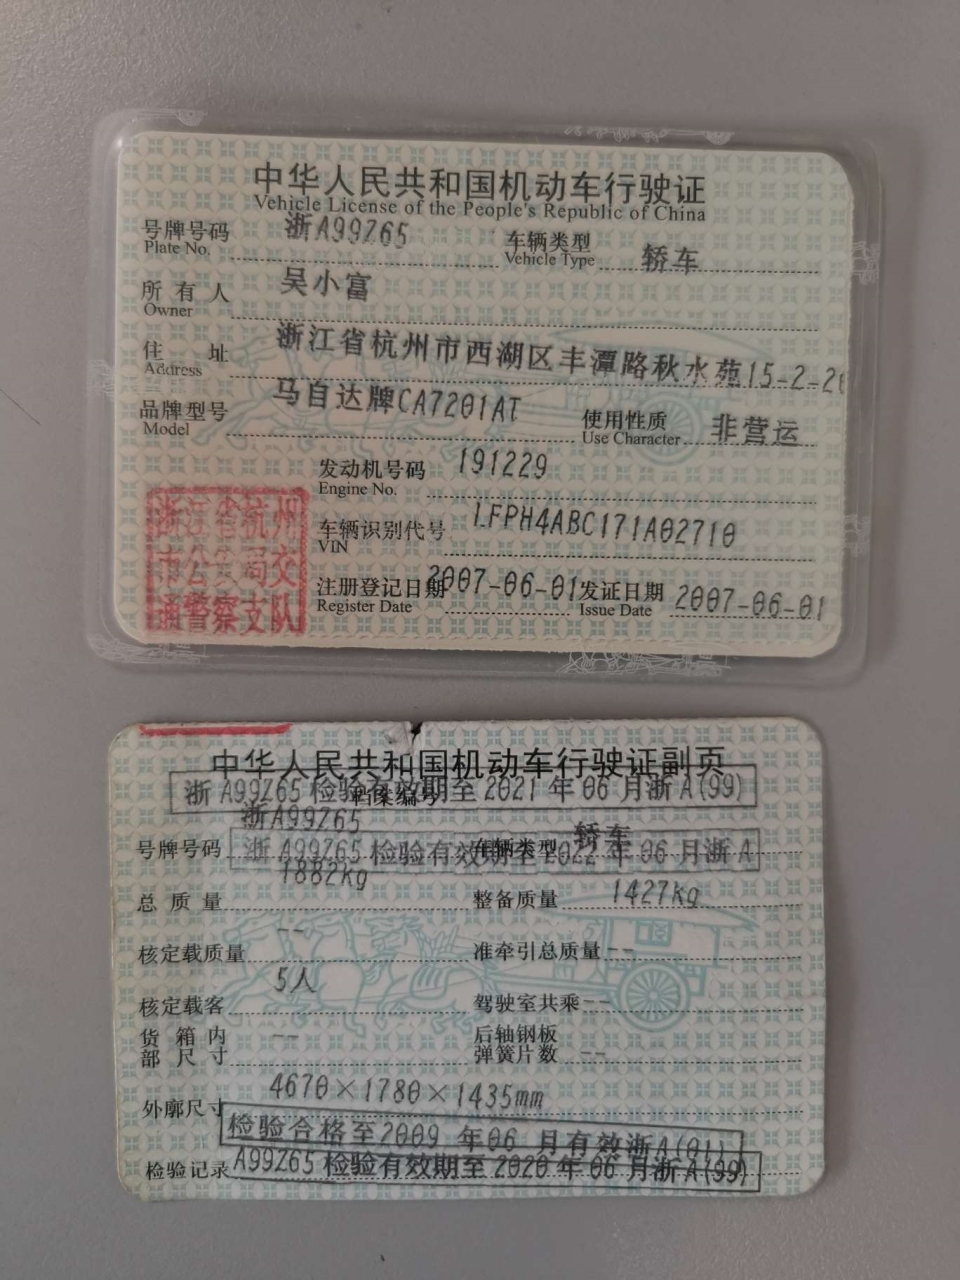 中华人民共和国机动车行驶证
Vehicle License of the People's Republic of China
号牌号码 浙A99Z65 车辆类型 轿车
Plate No. Vehicle Type
所有人 吴小富
Owner
住址 浙江省杭州市西湖区丰潭路秋水苑15-2-20
Address
品牌型号 马自达牌CA7201AT 使用性质 非营运
Model Use Character
发动机号码 191229
Engine No.
车辆识别代号 LFPH4ABC171A02710
VIN
注册登记日期 2007-06-01 发证日期 2007-06-01
Register Date Issue Date
浙江省杭州
市公安局交
通警察支队
中华人民共和国机动车行驶证副页
浙A99Z65检验有效期至2021年06月浙A(99)
档案编号
号牌号码 浙A99Z65 车辆类型 轿车
浙A99Z65检验有效期至2022年06月浙A
总质量 1882kg 整备质量 1427kg
核定载质量 -- 准牵引总质量 --
核定载客 5人 驾驶室共乘 --
货箱内部尺寸 -- 后轴钢板弹簧片数 --
外廓尺寸 4670×1780×1435mm
检验合格至2009年06月有效浙A(01)
检验记录 A99Z65检验有效期至2020年06月浙A(99)